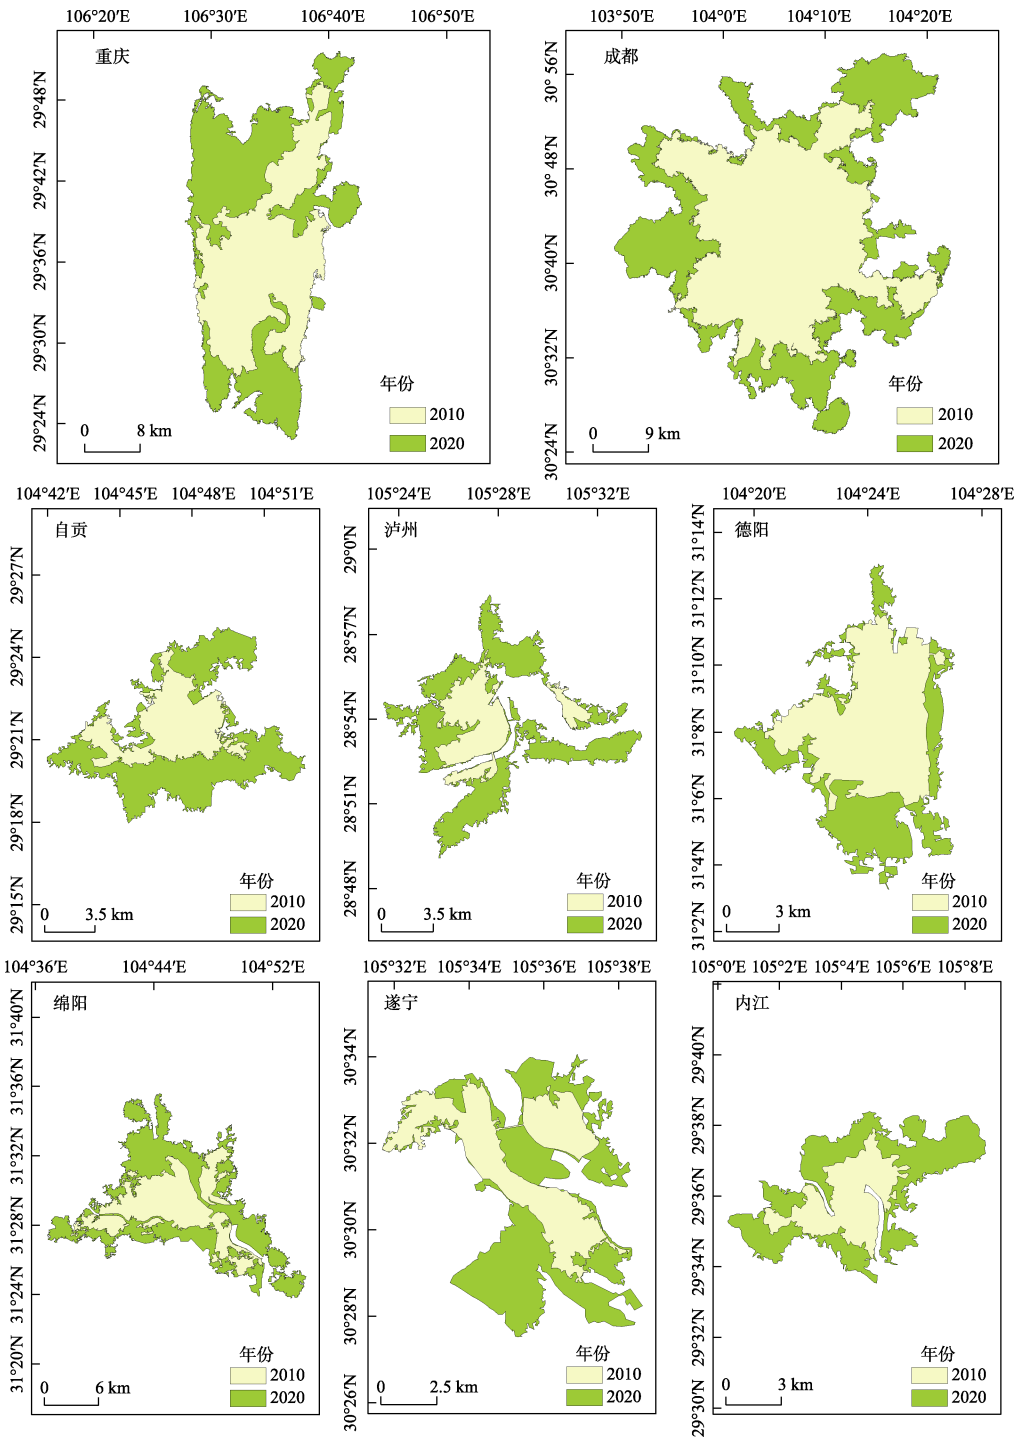 106°20′E 106°30′E 106°40′E 106°50′E
重庆
29°48′N
29°42′N
29°36′N
29°30′N
29°24′N
年份
2010
2020
0 8 km
103°50′E 104°0′E 104°10′E 104°20′E
成都
30°56′N
30°48′N
30°40′N
30°32′N
30°24′N
年份
2010
2020
0 9 km
104°42′E 104°45′E 104°48′E 104°51′E
自贡
29°27′N
29°24′N
29°21′N
29°18′N
29°15′N
年份
2010
2020
0 3.5 km
105°24′E 105°28′E 105°32′E
泸州
29°0′N
28°57′N
28°54′N
28°51′N
28°48′N
年份
2010
2020
0 3.5 km
104°20′E 104°24′E 104°28′E
德阳
31°14′N
31°12′N
31°10′N
31°8′N
31°6′N
31°4′N
31°2′N
年份
2010
2020
0 3 km
104°36′E 104°44′E 104°52′E
绵阳
31°40′N
31°36′N
31°32′N
31°28′N
31°24′N
31°20′N
年份
2010
2020
0 6 km
105°32′E 105°34′E 105°36′E 105°38′E
遂宁
30°34′N
30°32′N
30°30′N
30°28′N
30°26′N
年份
2010
2020
0 2.5 km
105°0′E 105°2′E 105°4′E 105°6′E 105°8′E
内江
29°40′N
29°38′N
29°36′N
29°34′N
29°32′N
29°30′N
年份
2010
2020
0 3 km